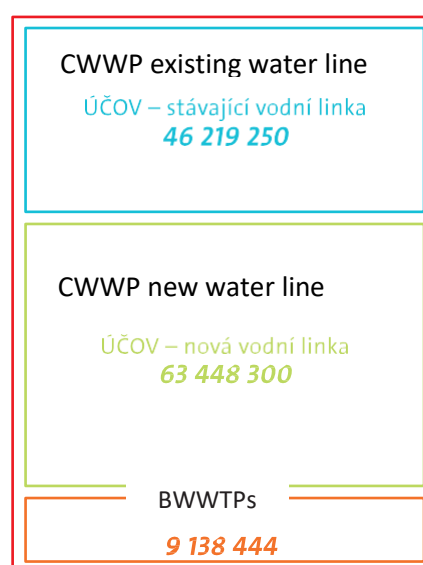 CWWP existing water line
ÚČOV – stávající vodní linka
46 219 250
CWWP new water line
ÚČOV – nová vodní linka
63 448 300
BWWTPs
9 138 444